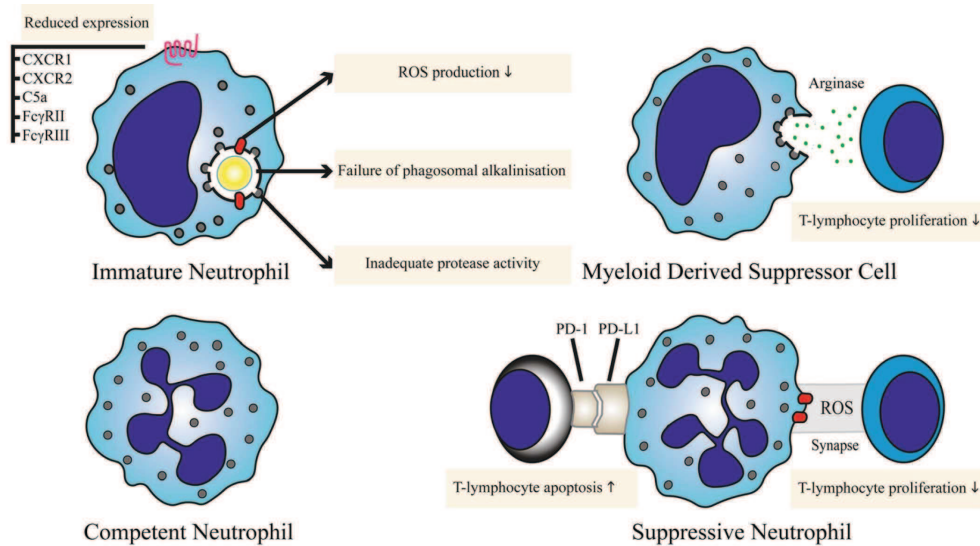 Reduced expression
CXCR1
CXCR2
C5a
FcγRII
FcγRIII
ROS production ↓
Failure of phagosomal alkalinisation
Inadequate protease activity
Immature Neutrophil
Arginase
T-lymphocyte proliferation ↓
Myeloid Derived Suppressor Cell
Competent Neutrophil
PD-1
PD-L1
ROS
Synapse
T-lymphocyte apoptosis ↑
T-lymphocyte proliferation ↓
Suppressive Neutrophil